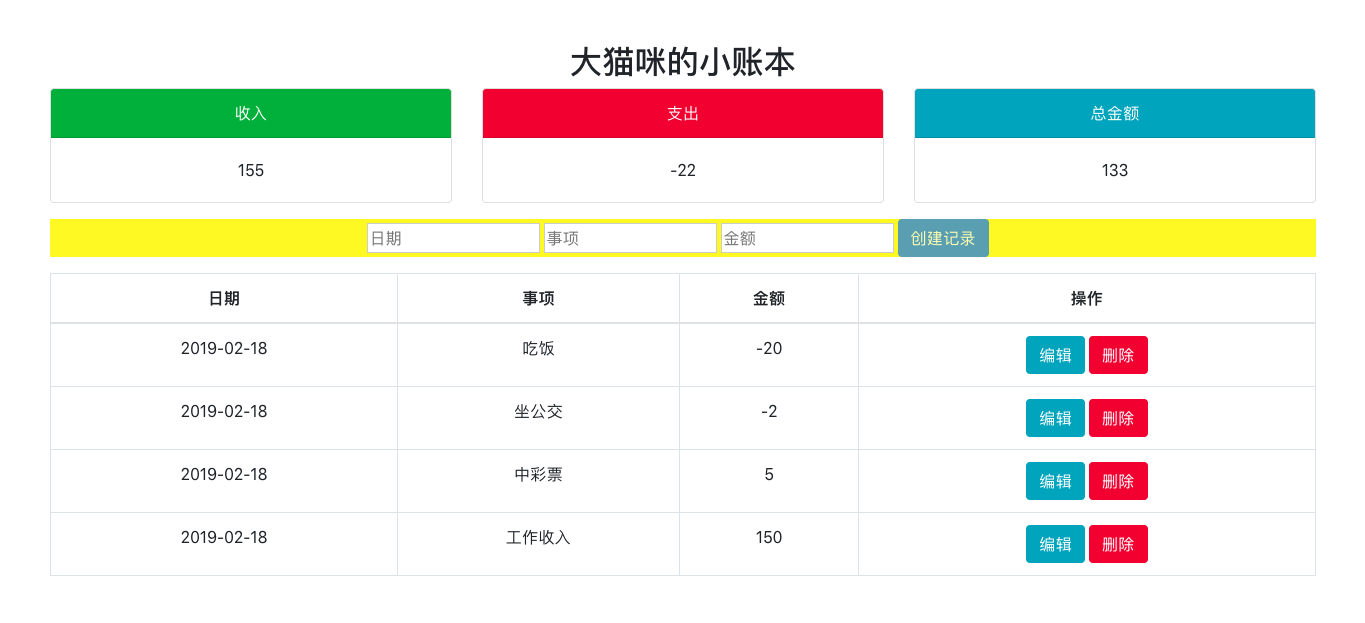 大猫咪的小账本
收入 支出 总金额
155 -22 133
日期 事项 金额 创建记录
日期 事项 金额 操作
2019-02-18 吃饭 -20 编辑 删除
2019-02-18 坐公交 -2 编辑 删除
2019-02-18 中彩票 5 编辑 删除
2019-02-18 工作收入 150 编辑 删除